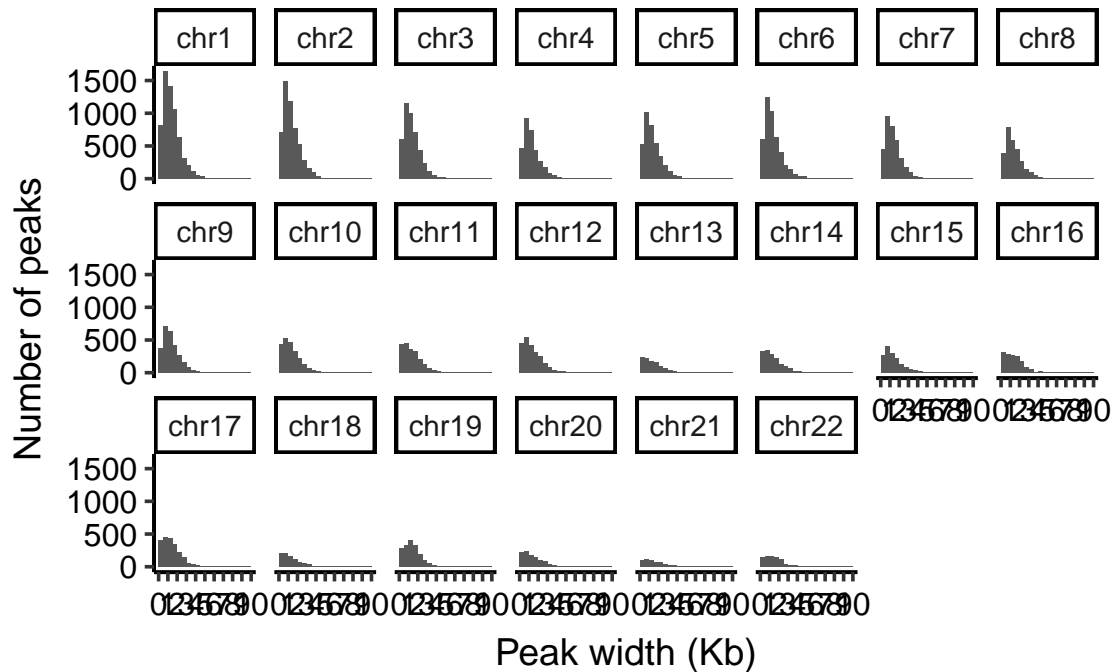 chr1 chr2 chr3 chr4 chr5 chr6 chr7 chr8
1500
1000
500
0
chr9 chr10 chr11 chr12 chr13 chr14 chr15 chr16
1500
1000
500
0
chr17 chr18 chr19 chr20 chr21 chr22
1500
1000
500
0
Number of peaks
Peak width (Kb)